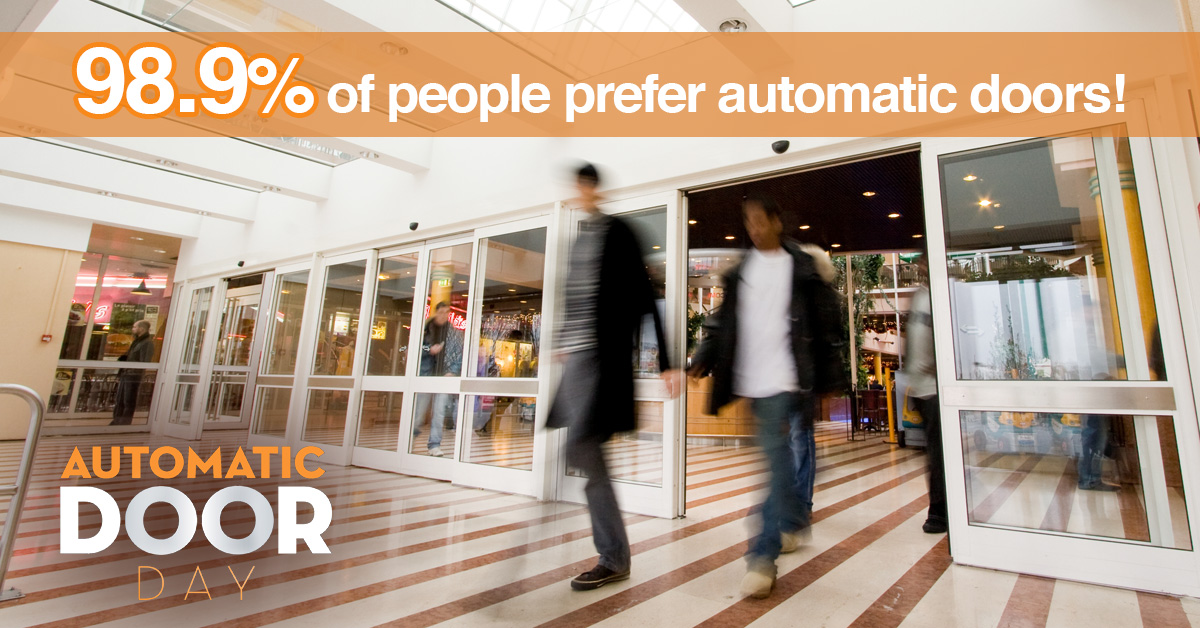 98.9% of people prefer automatic doors!
AUTOMATIC
DOOR
DAY